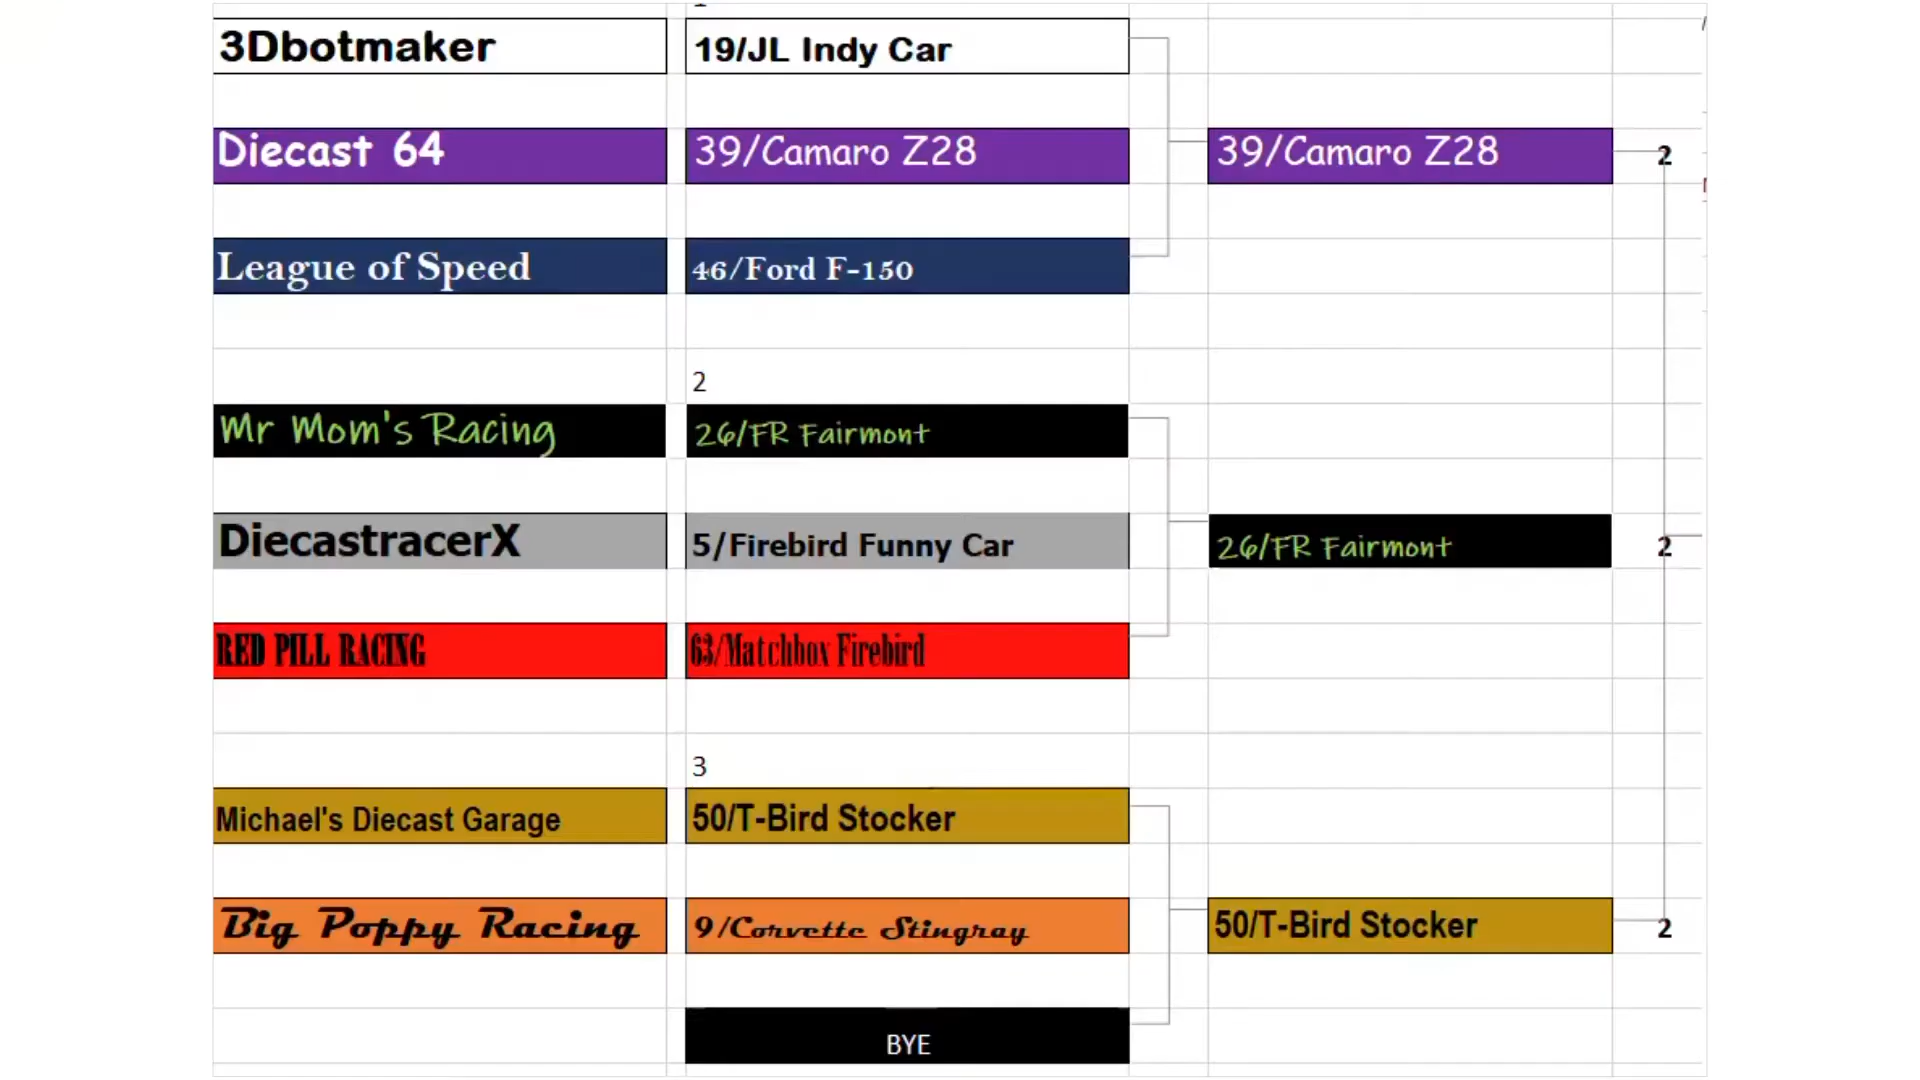 1
3Dbotmaker 19/JL Indy Car
Diecast 64 39/Camaro Z28 39/Camaro Z28 2
League of Speed 46/Ford F-150
2
Mr Mom's Racing 26/FR Fairmont
DiecastracerX 5/Firebird Funny Car 26/FR Fairmont 2
RED PILL RACING 63/Matchbox Firebird
3
Michael's Diecast Garage 50/T-Bird Stocker
Big Poppy Racing 9/Corvette Stingray 50/T-Bird Stocker 2
BYE